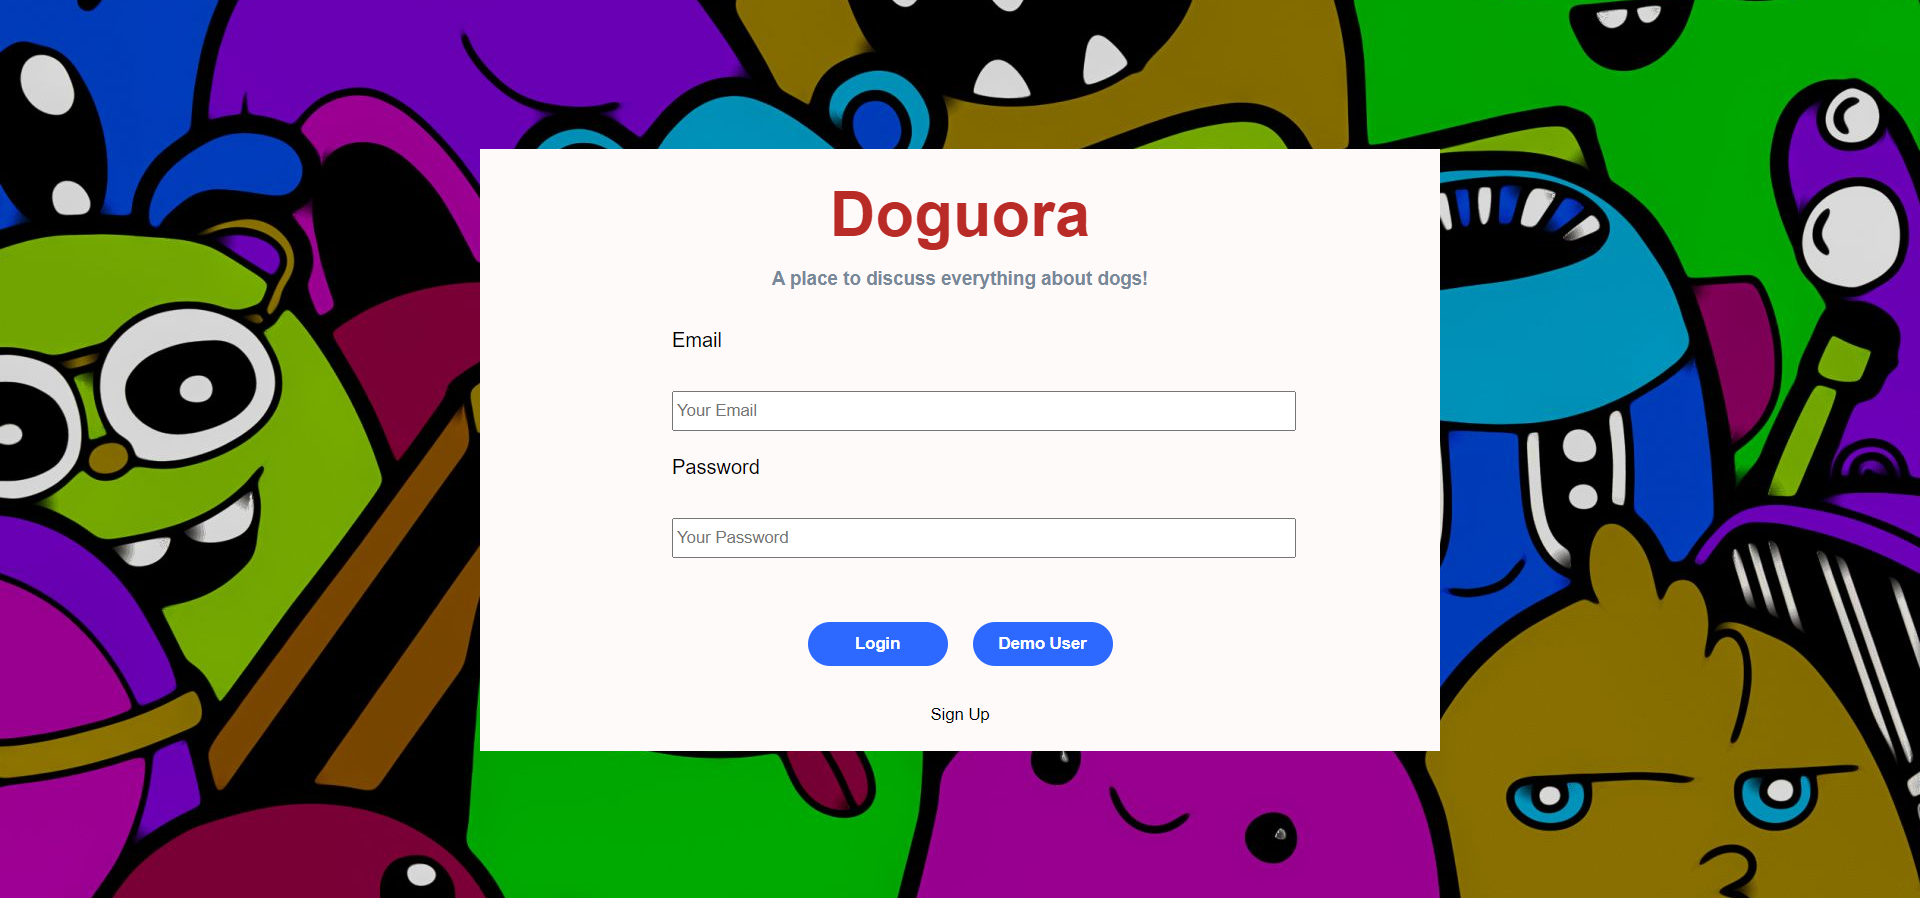 Doguora
A place to discuss everything about dogs!
Email
Your Email
Password
Your Password
Login Demo User
Sign Up